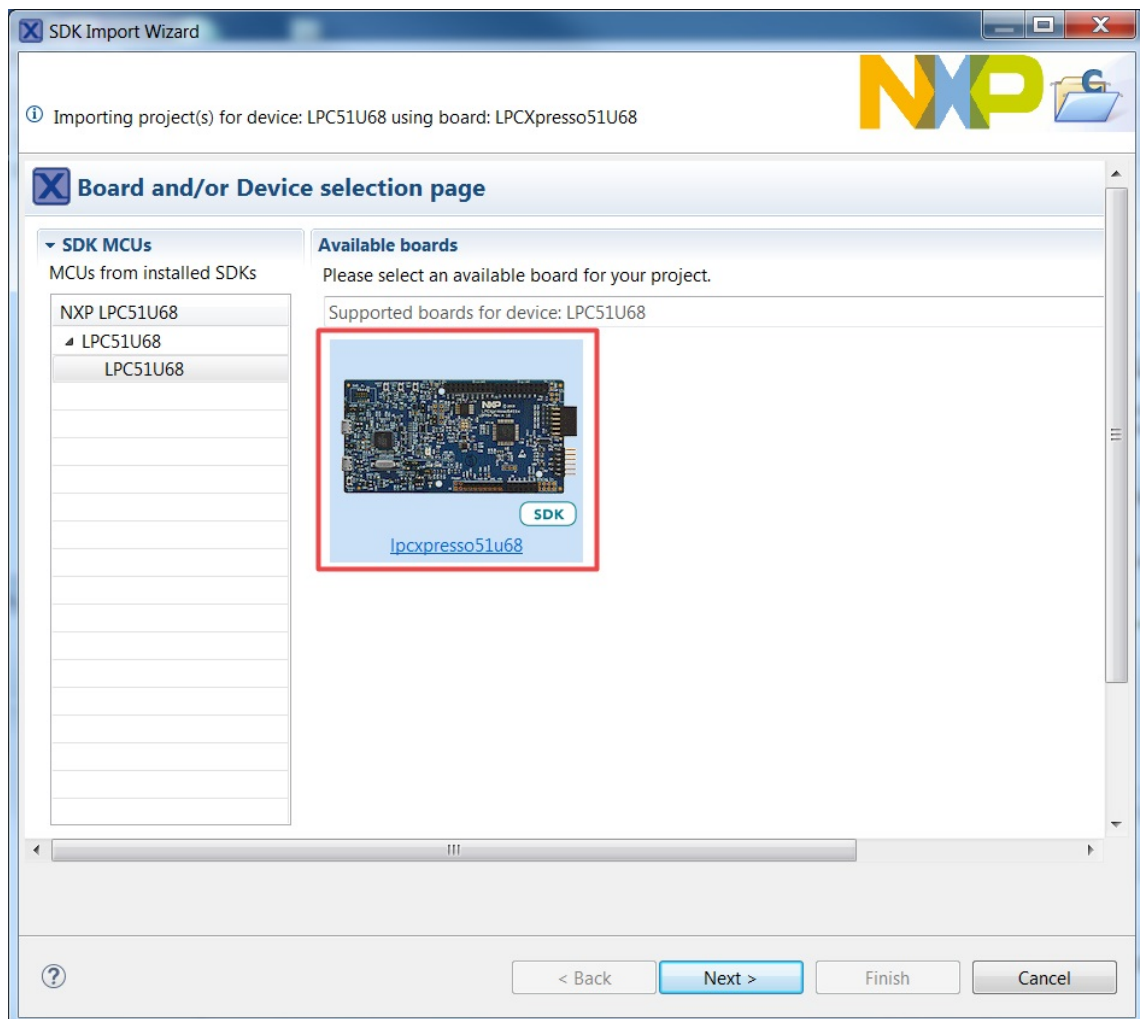 SDK Import Wizard
NXP
C
Importing project(s) for device: LPC51U68 using board: LPCXpresso51U68
Board and/or Device selection page
SDK MCUs
MCUs from installed SDKs
NXP LPC51U68
LPC51U68
LPC51U68
Available boards
Please select an available board for your project.
Supported boards for device: LPC51U68
NXP
SDK
lpcxpresso51u68
< Back
Next >
Finish
Cancel